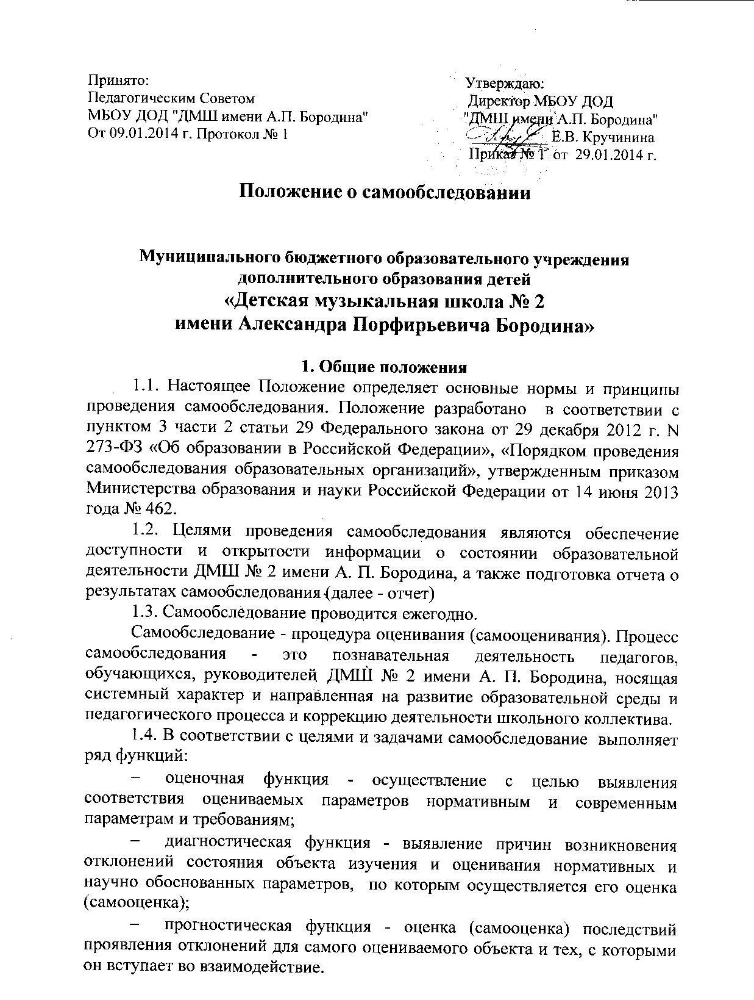 Принято:
Педагогическим Советом
МБОУ ДОД "ДМШ имени А.П. Бородина"
От 09.01.2014 г. Протокол № 1
Утверждаю:
Директор МБОУ ДОД
"ДМШ имени А.П. Бородина"
Е.В. Кручинина
Приказ № 1 от 29.01.2014 г.
Положение о самообследовании
Муниципального бюджетного образовательного учреждения
дополнительного образования детей
«Детская музыкальная школа № 2
имени Александра Порфирьевича Бородина»
1. Общие положения
1.1. Настоящее Положение определяет основные нормы и принципы
проведения самообследования. Положение разработано в соответствии с
пунктом 3 части 2 статьи 29 Федерального закона от 29 декабря 2012 г. N
273-ФЗ «Об образовании в Российской Федерации», «Порядком проведения
самообследования образовательных организаций», утвержденным приказом
Министерства образования и науки Российской Федерации от 14 июня 2013
года № 462.
1.2. Целями проведения самообследования являются обеспечение
доступности и открытости информации о состоянии образовательной
деятельности ДМШ № 2 имени А. П. Бородина, а также подготовка отчета о
результатах самообследования (далее - отчет)
1.3. Самообследование проводится ежегодно.
Самообследование - процедура оценивания (самооценивания). Процесс
самообследования - это познавательная деятельность педагогов,
обучающихся, руководителей ДМШ № 2 имени А. П. Бородина, носящая
системный характер и направленная на развитие образовательной среды и
педагогического процесса и коррекцию деятельности школьного коллектива.
1.4. В соответствии с целями и задачами самообследование выполняет
ряд функций:
− оценочная функция - осуществление с целью выявления
соответствия оцениваемых параметров нормативным и современным
параметрам и требованиям;
− диагностическая функция - выявление причин возникновения
отклонений состояния объекта изучения и оценивания нормативных и
научно обоснованных параметров, по которым осуществляется его оценка
(самооценка);
− прогностическая функция - оценка (самооценка) последствий
проявления отклонений для самого оцениваемого объекта и тех, с которыми
он вступает во взаимодействие.